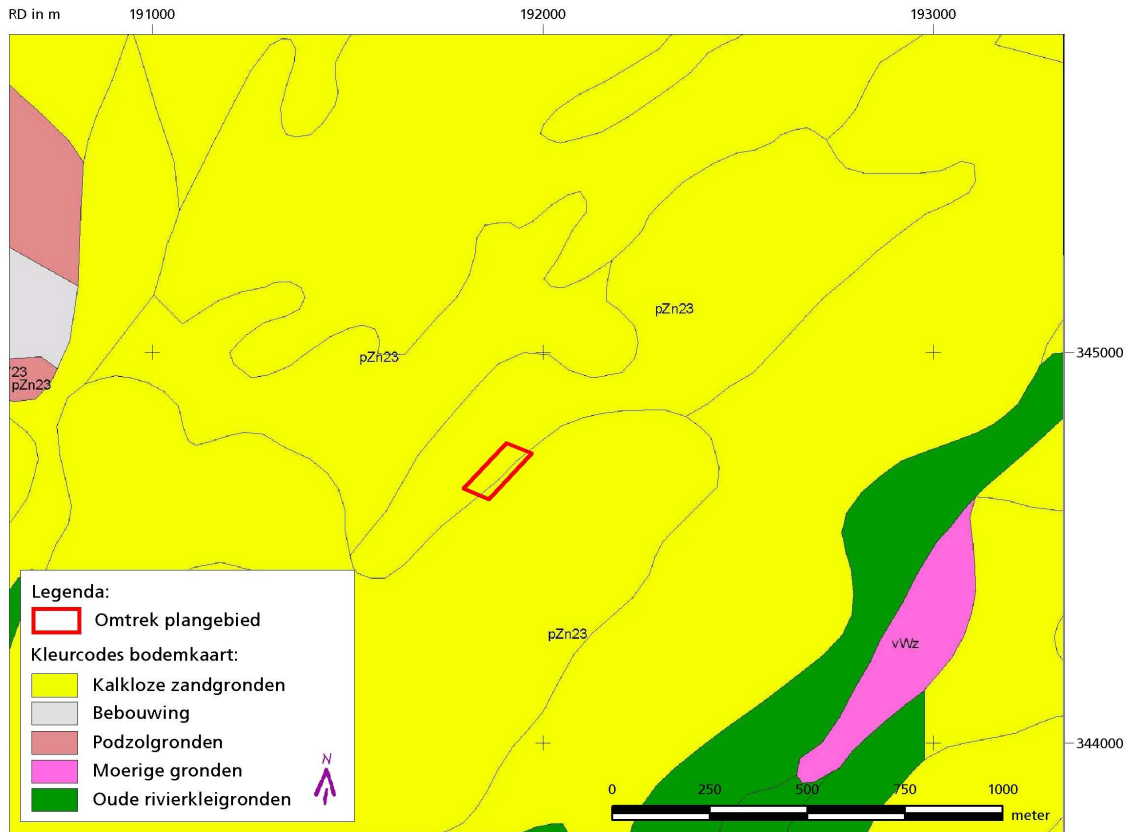 RD in m
191000
192000
193000
pZn23
345000
pZn23
'23
pZn23
pZn23
vWz
344000
Legenda:
Omtrek plangebied
Kleurcodes bodemkaart:
Kalkloze zandgronden
Bebouwing
Podzolgronden
Moerige gronden
Oude rivierkleigronden
N
0 250 500 750 1000
meter